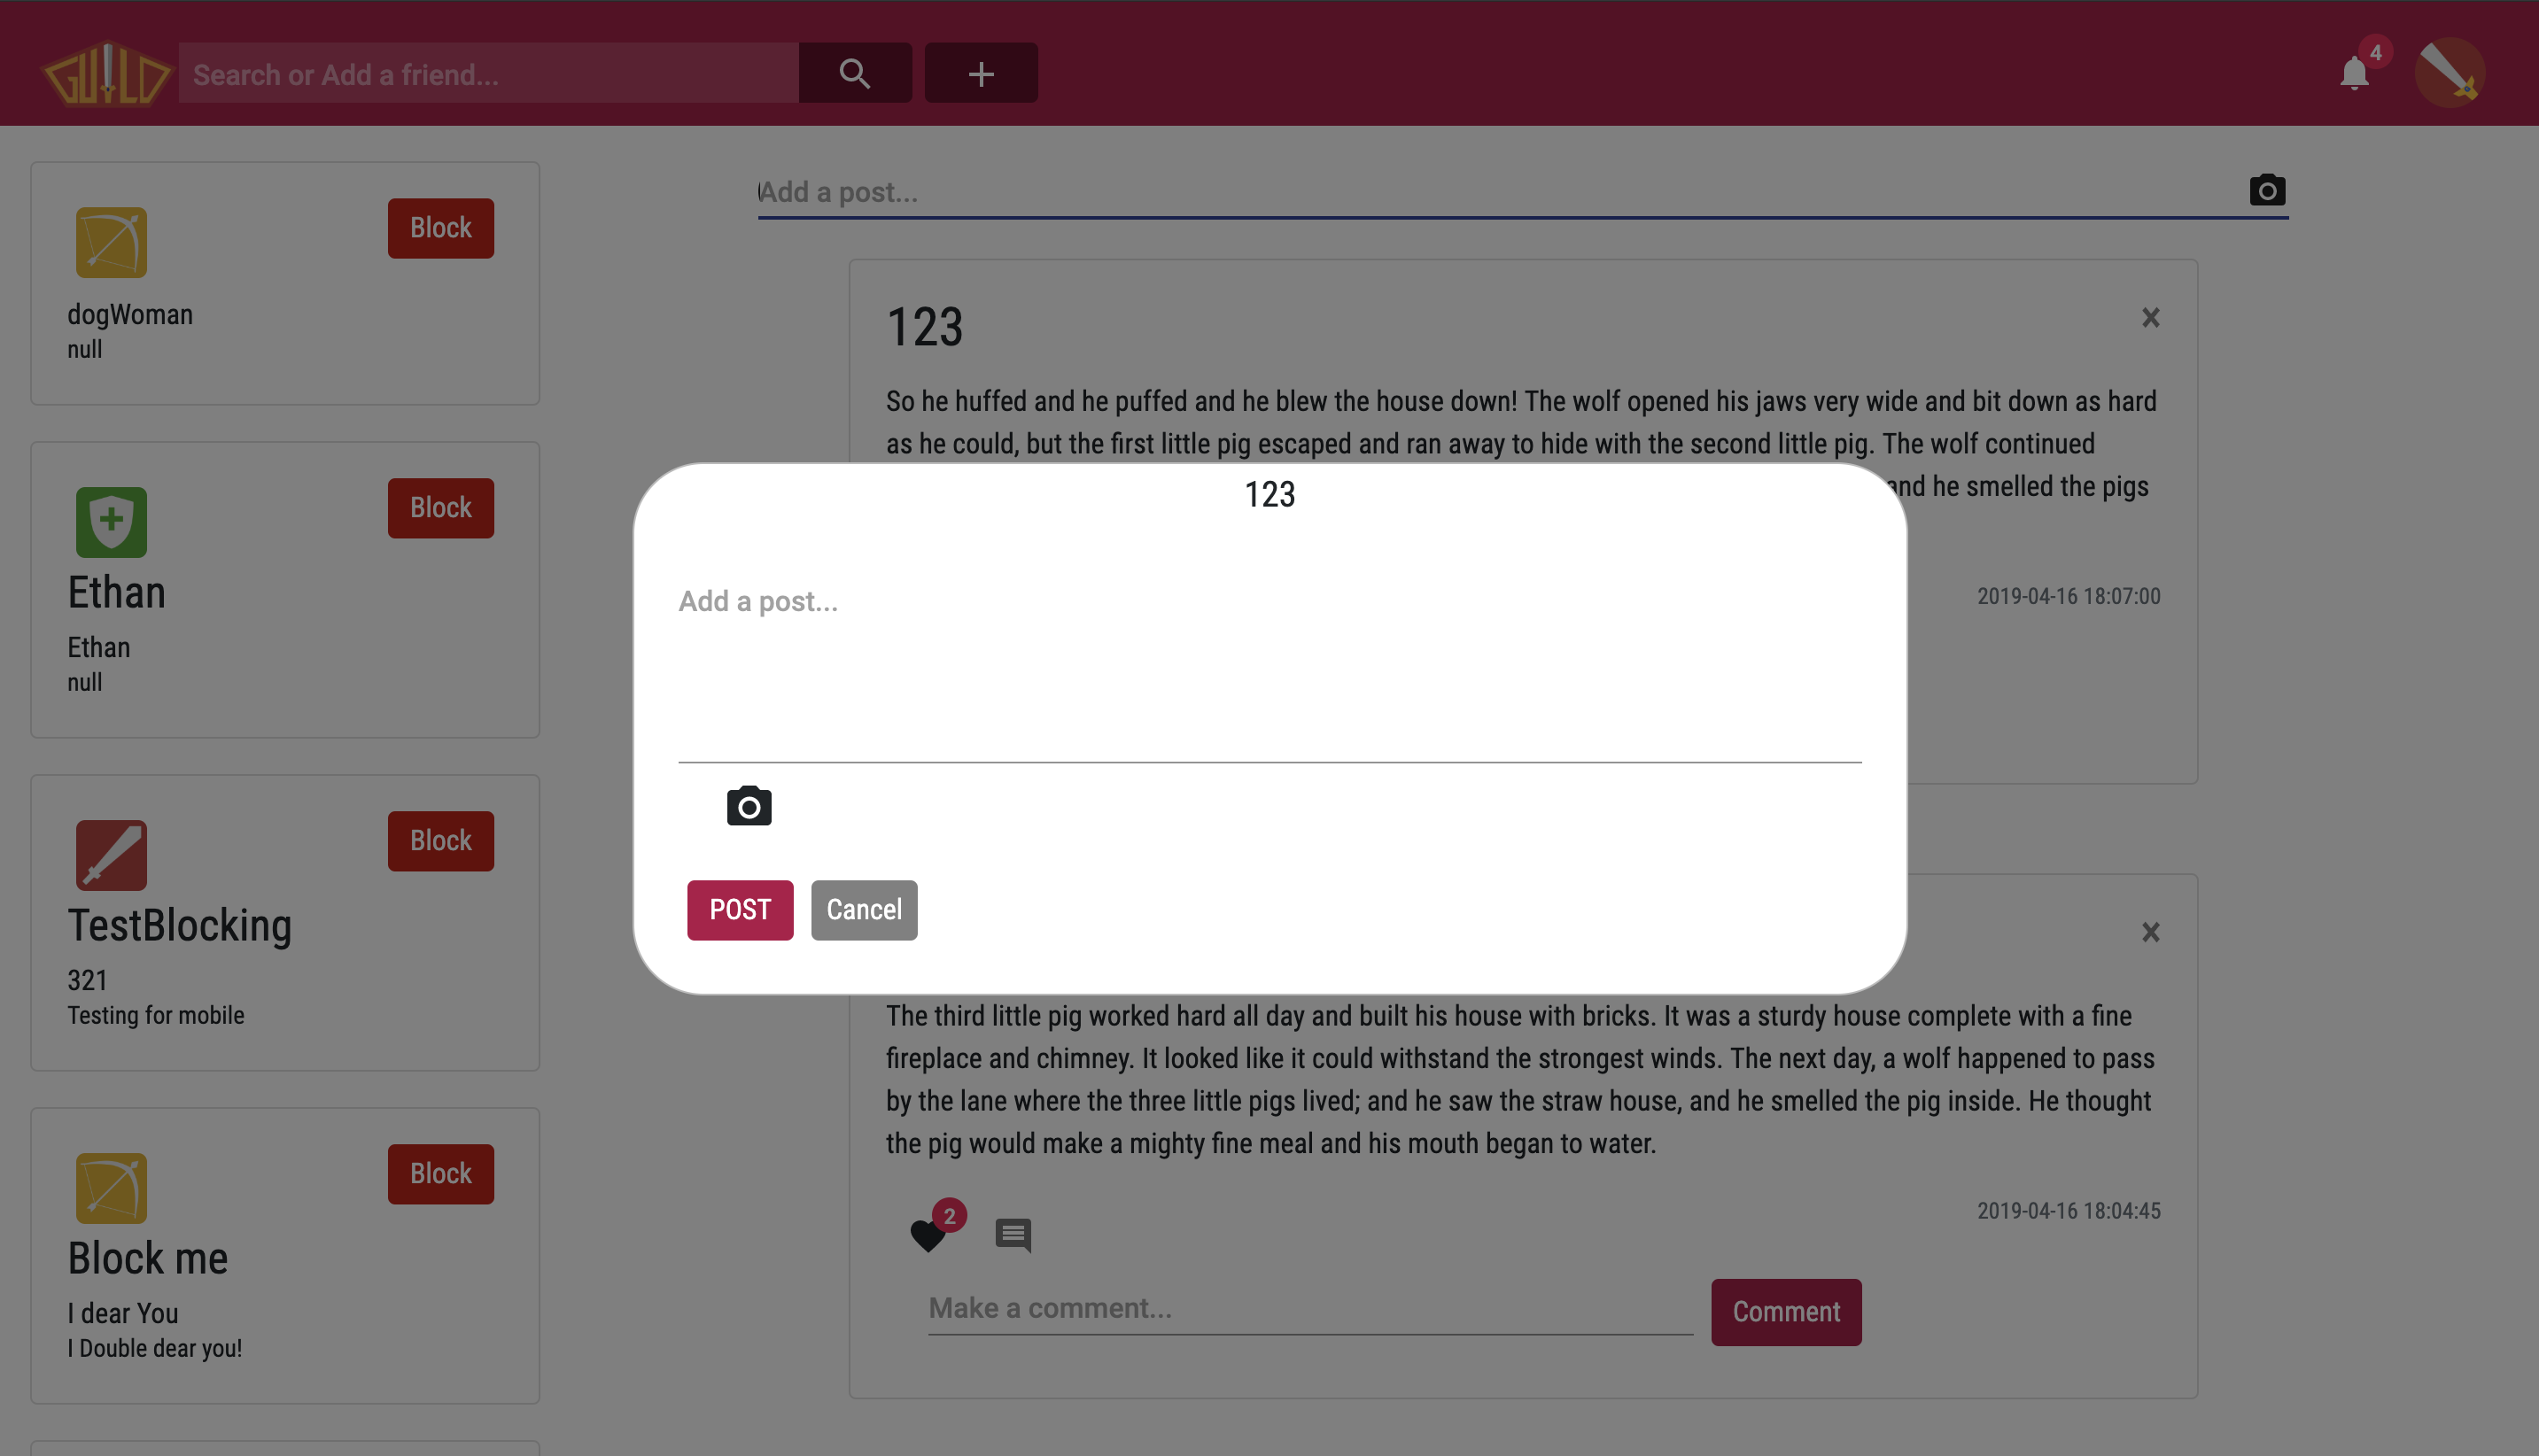 GUILD
Search or Add a friend...
4
dogWoman
null
Block
Ethan
Ethan
null
Block
TestBlocking
321
Testing for mobile
Block
Block me
I dear You
I Double dear you!
Block
Add a post...
123
So he huffed and he puffed and he blew the house down! The wolf opened his jaws very wide and bit down as hard
as he could, but the first little pig escaped and ran away to hide with the second little pig. The wolf continued
and he smelled the pigs
2019-04-16 18:07:00
123
Add a post...
POST
Cancel
The third little pig worked hard all day and built his house with bricks. It was a sturdy house complete with a fine
fireplace and chimney. It looked like it could withstand the strongest winds. The next day, a wolf happened to pass
by the lane where the three little pigs lived; and he saw the straw house, and he smelled the pig inside. He thought
the pig would make a mighty fine meal and his mouth began to water.
2
2019-04-16 18:04:45
Make a comment...
Comment